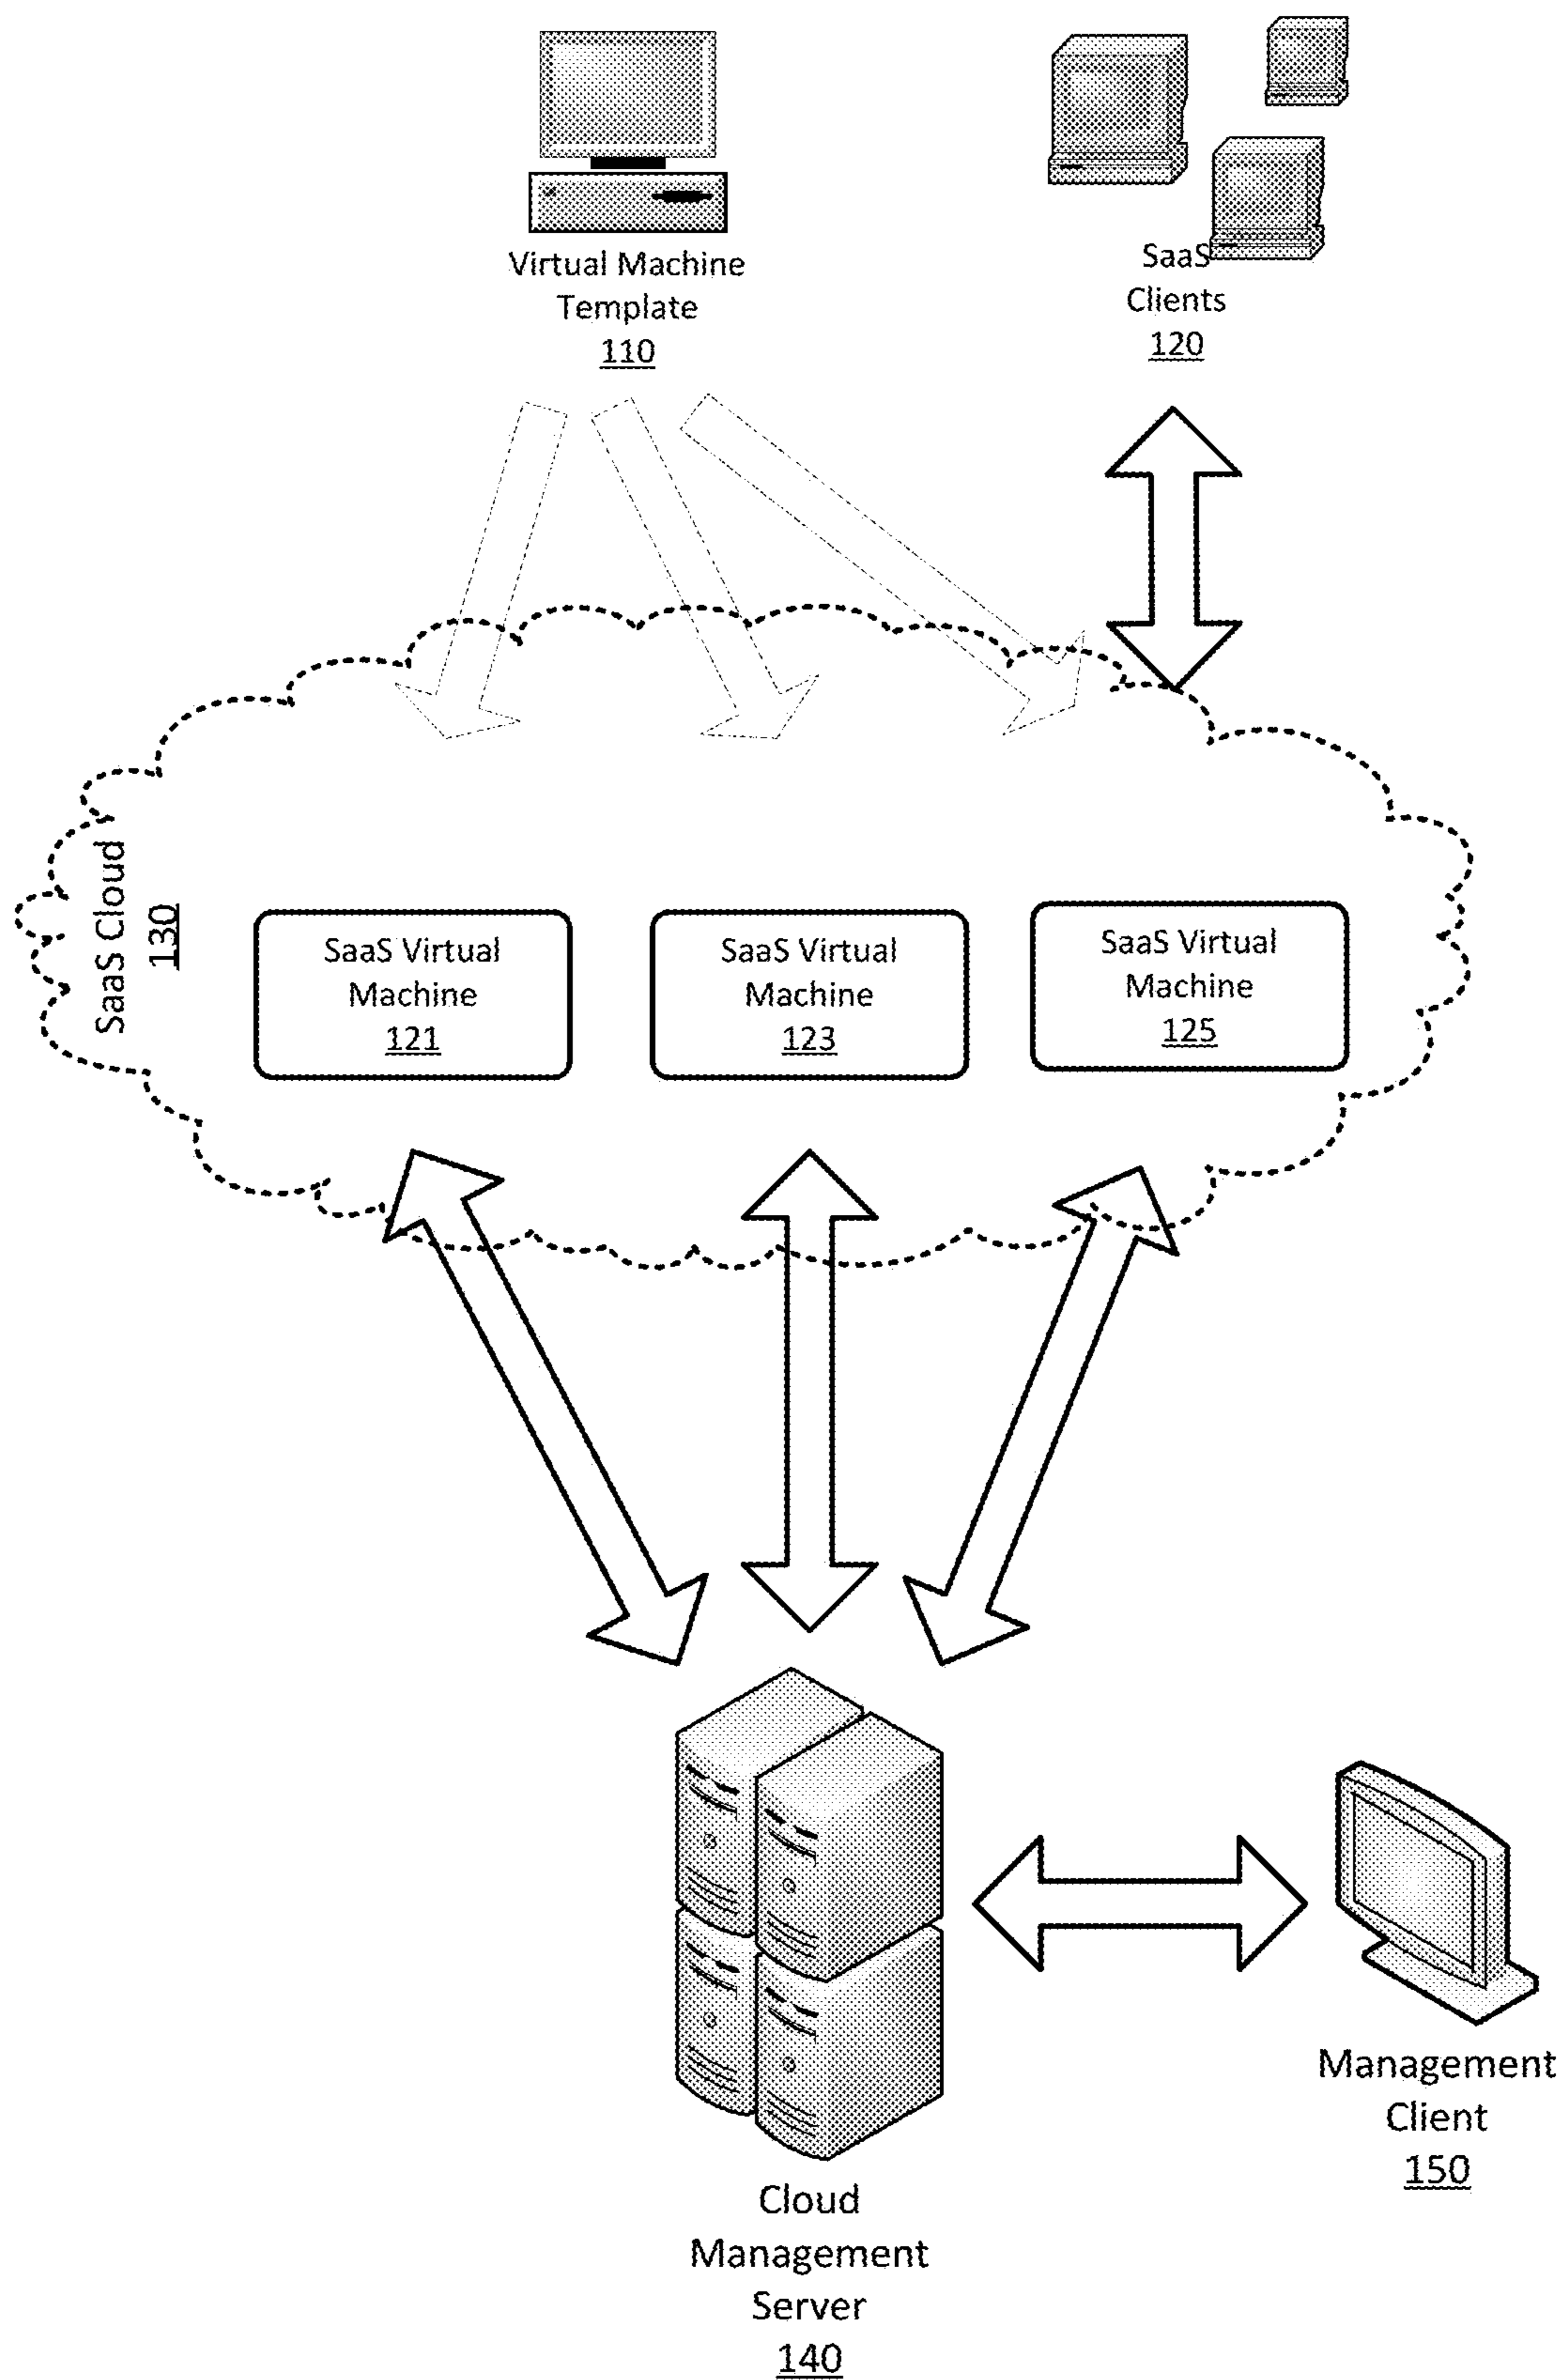 Virtual Machine
Template
110
SaaS
Clients
120
SaaS Cloud
130
SaaS Virtual
Machine
121
SaaS Virtual
Machine
123
SaaS Virtual
Machine
125
Management
Client
150
Cloud
Management
Server
140